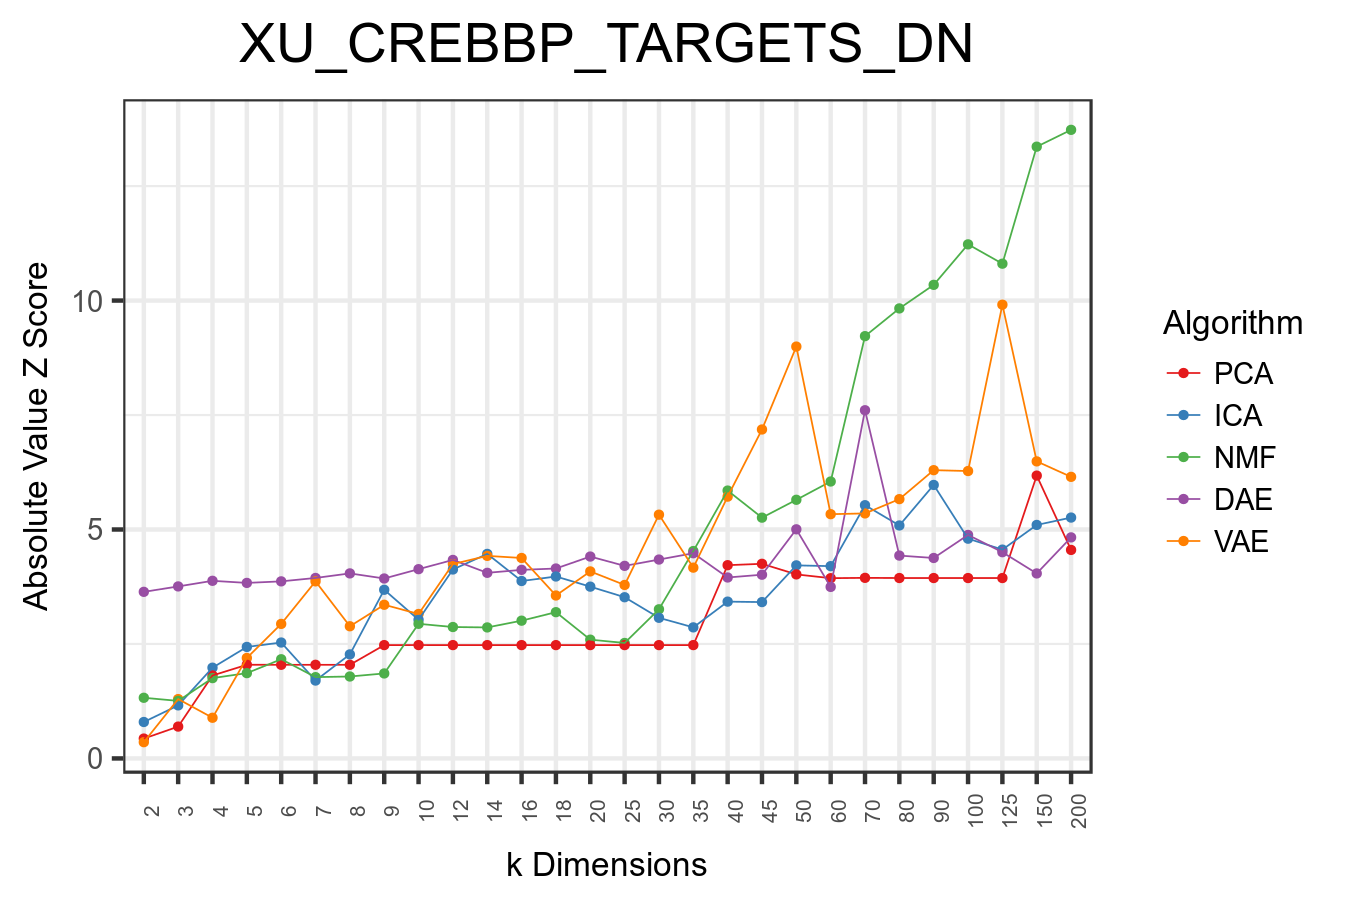 XU_CREBBP_TARGETS_DN
Absolute Value Z Score
10
5
0
2 3 4 5 6 7 8 9 10 12 14 16 18 20 25 30 35 40 45 50 60 70 80 90 100 125 150 200
k Dimensions
Algorithm
PCA
ICA
NMF
DAE
VAE